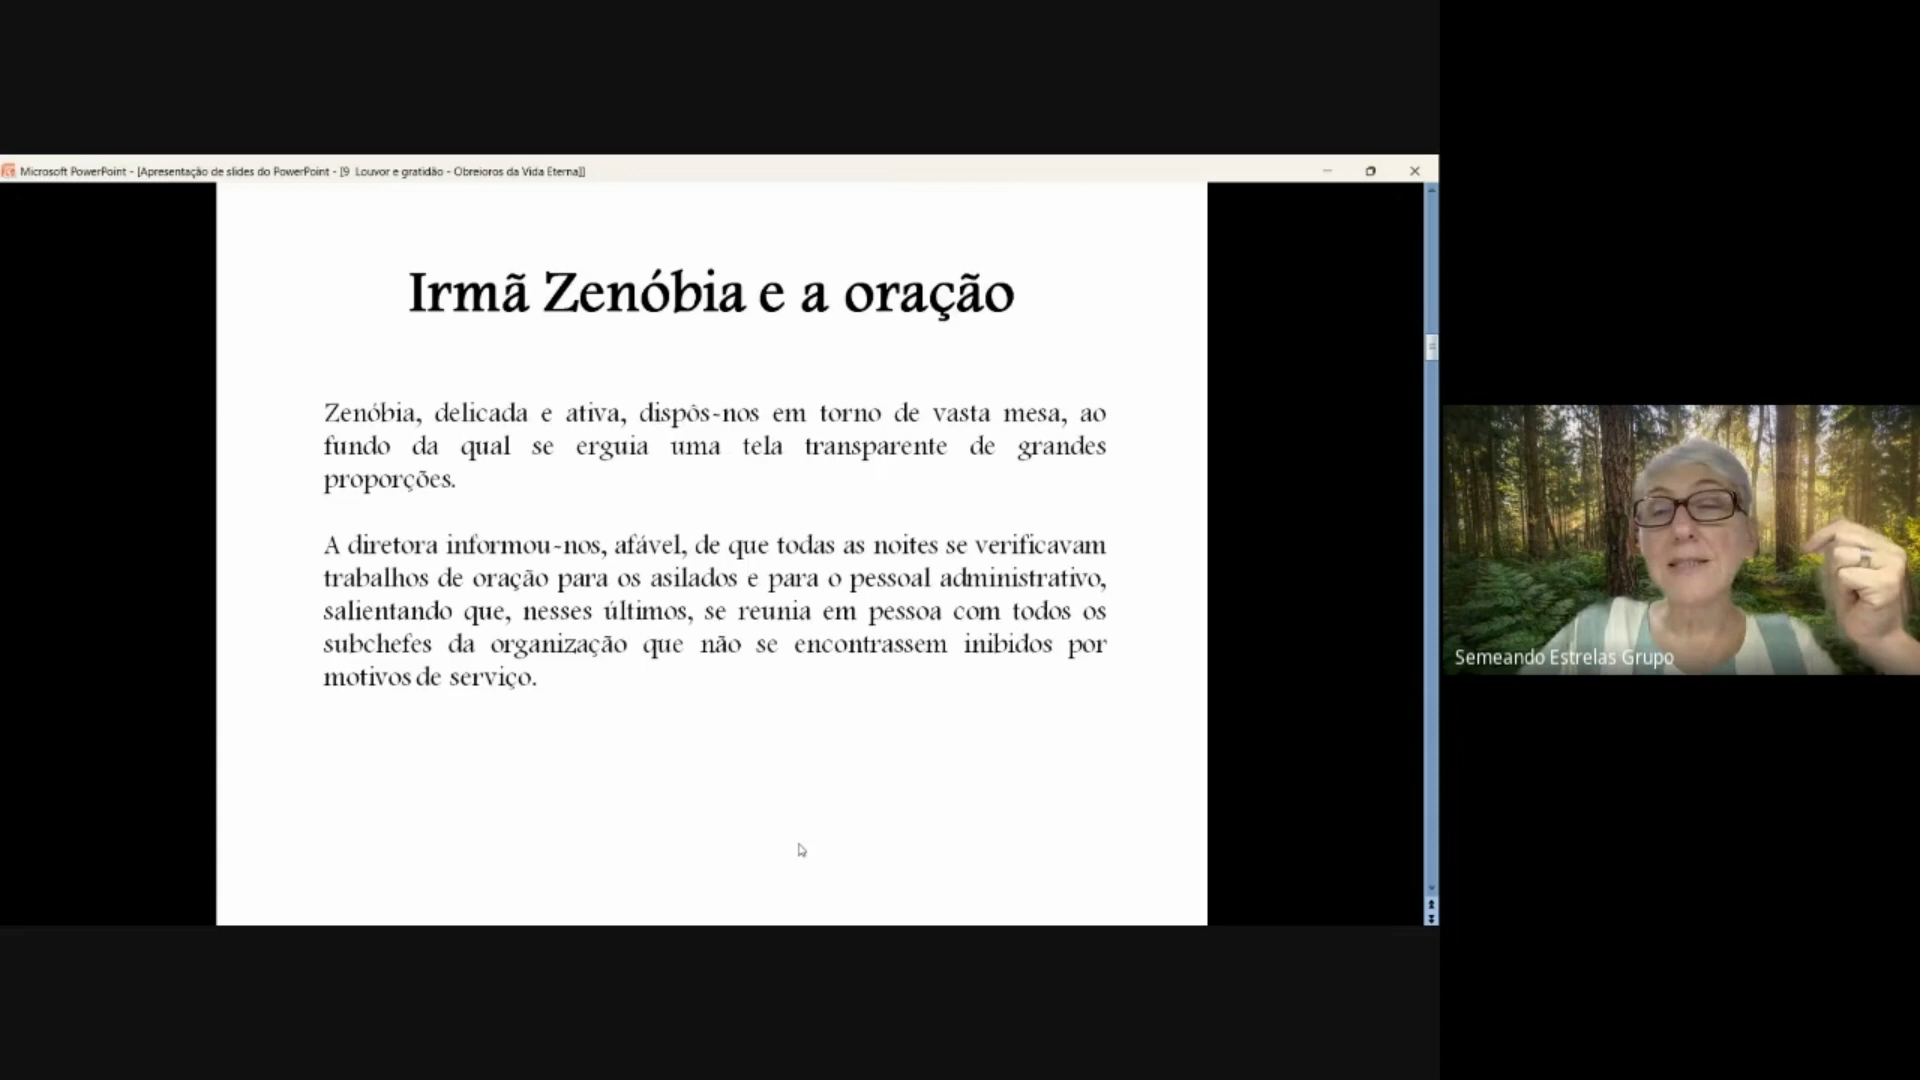 Microsoft PowerPoint - [Apresentação de slides do PowerPoint - [9 Louvor e gratidão - Obreioros da Vida Eterna]]
Irmã Zenóbia e a oração
Zenóbia, delicada e ativa, dispôs-nos em torno de vasta mesa, ao
fundo da qual se erguia uma tela transparente de grandes
proporções.
A diretora informou-nos, afável, de que todas as noites se verificavam
trabalhos de oração para os asilados e para o pessoal administrativo,
salientando que, nesses últimos, se reunia em pessoa com todos os
subchefes da organização que não se encontrassem inibidos por
motivos de serviço.
Semeando Estrelas Grupo